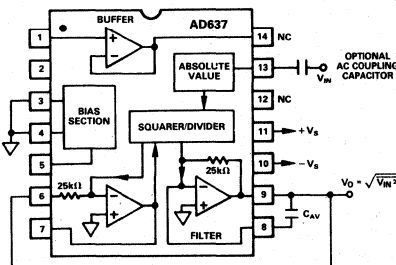 BUFFER
AD637
1
14 NC
2
ABSOLUTE
VALUE
13
VIN
OPTIONAL
AC COUPLING
CAPACITOR
3
BIAS
SECTION
12 NC
4
SQUARER/DIVIDER
11 +VS
5
10 -VS
25kΩ
25kΩ
6
9
VO = √VIN2
CAV
7
FILTER
8